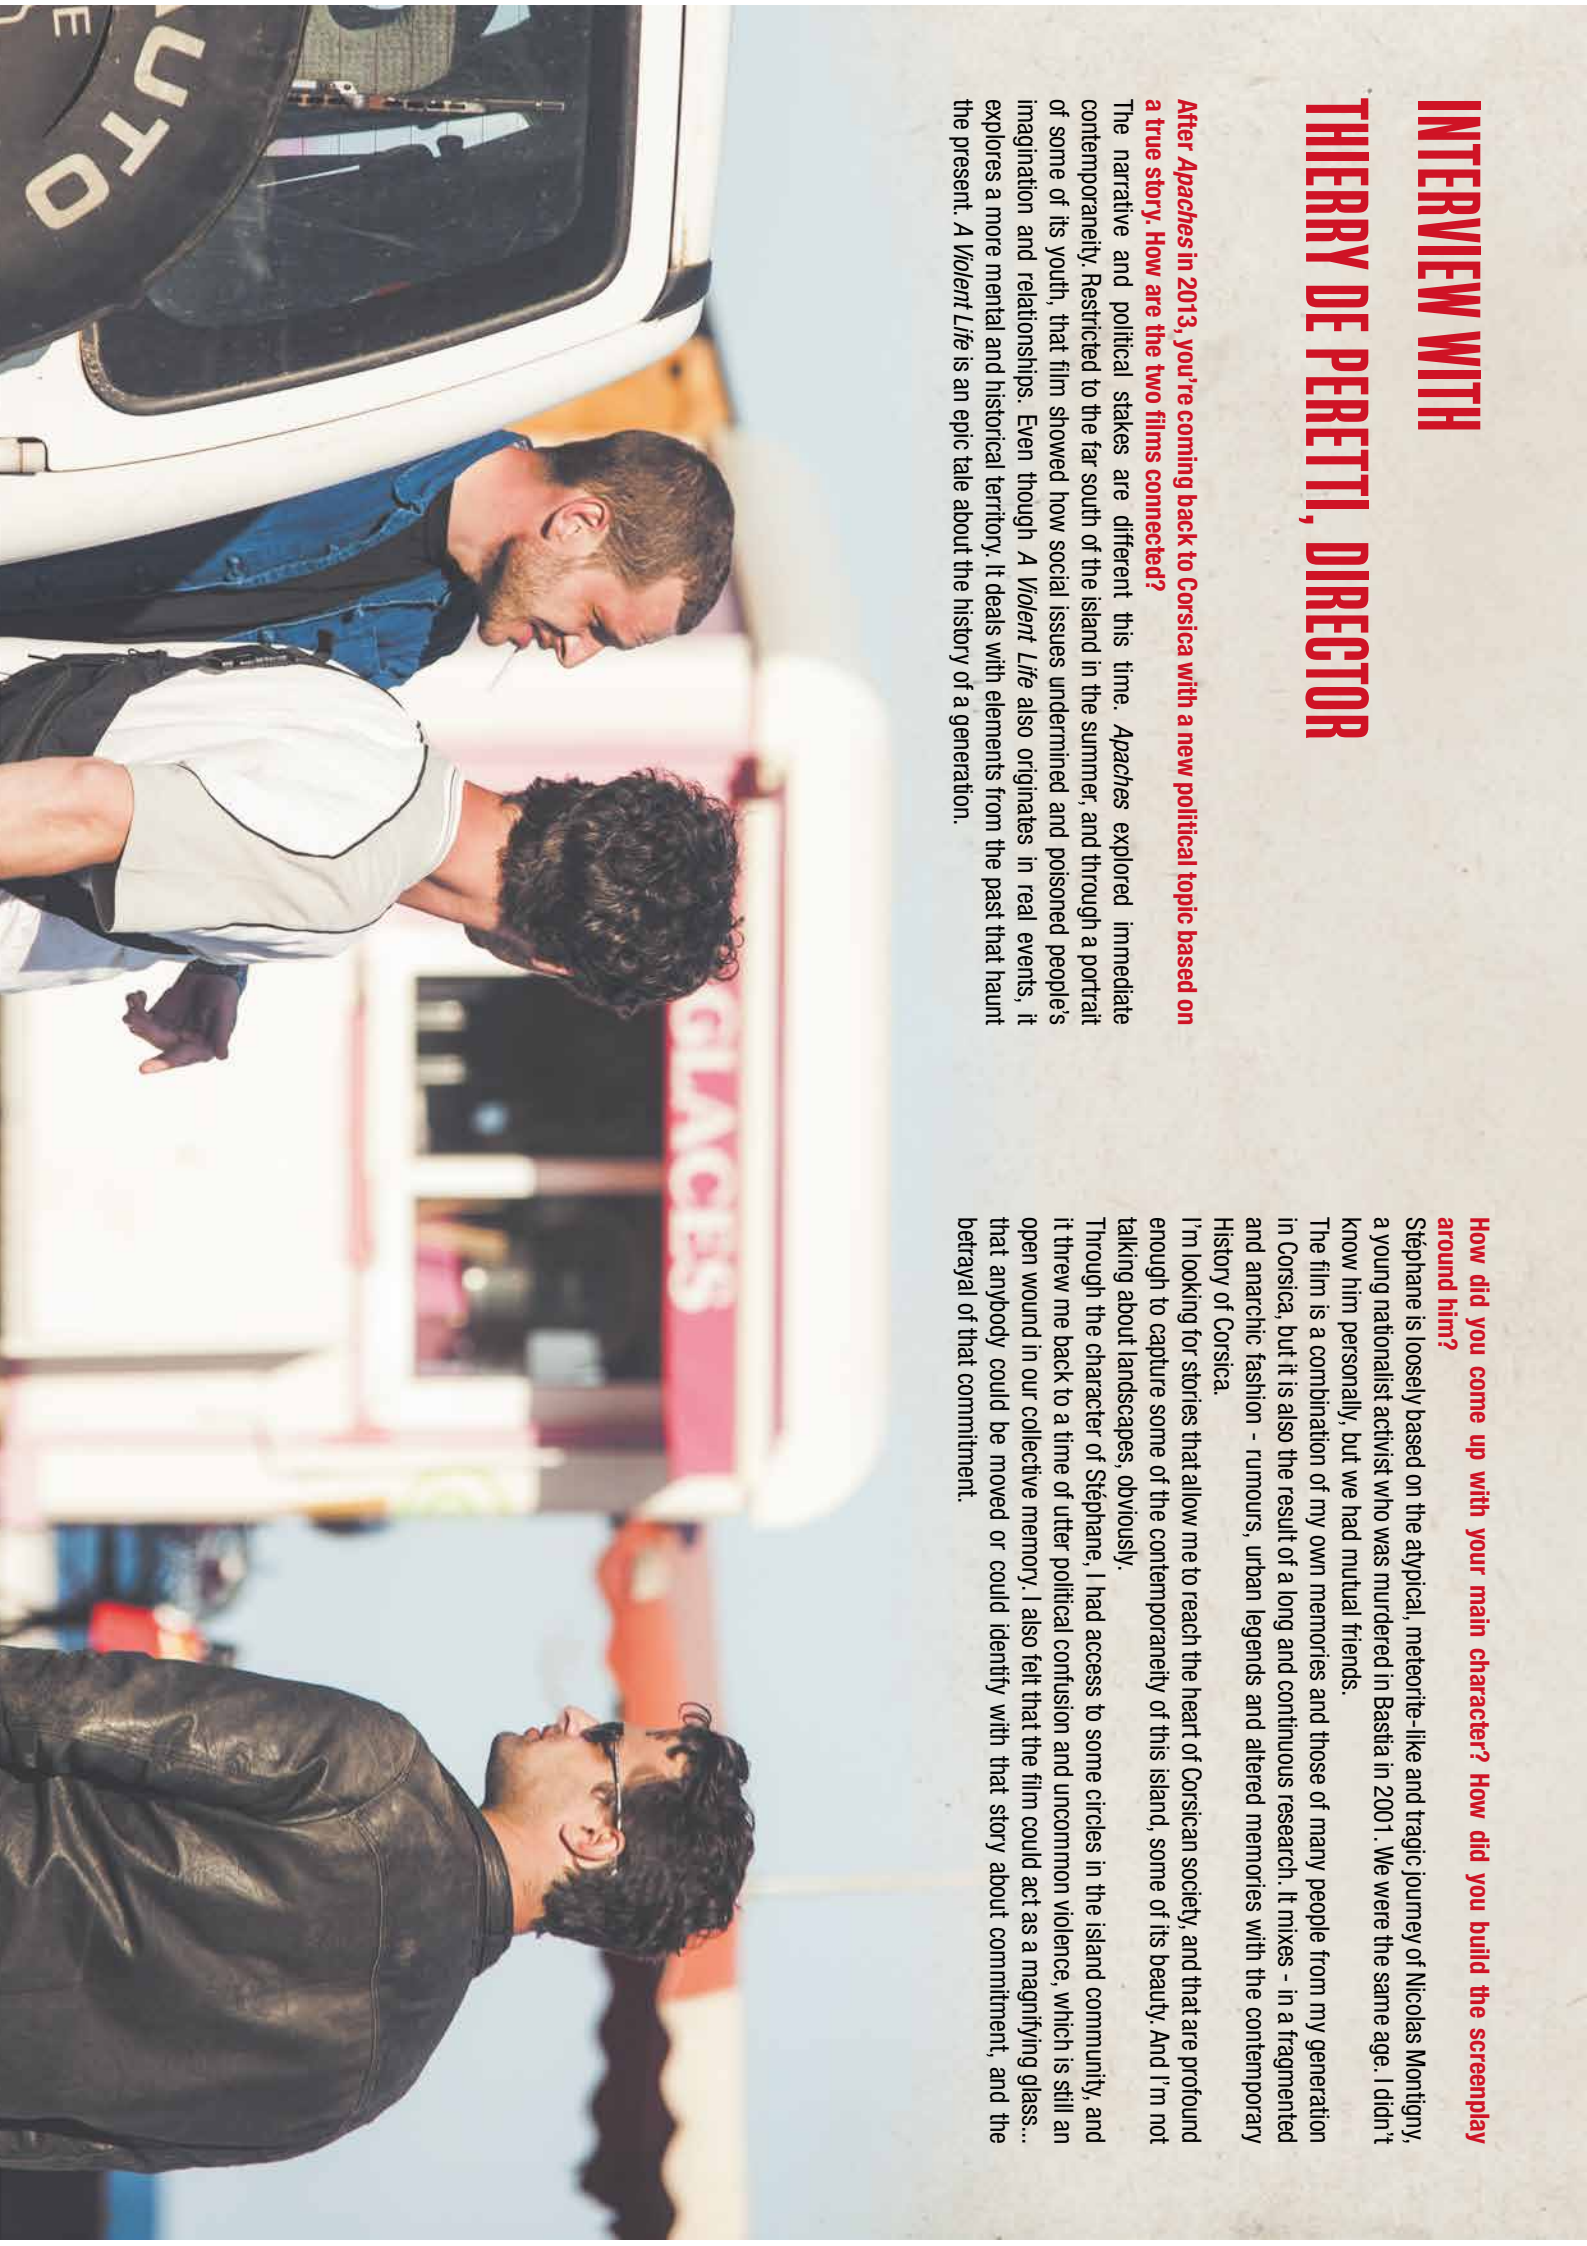 INTERVIEW WITH
THIERRY DE PERETTI, DIRECTOR
After Apaches in 2013, you're coming back to Corsica with a new political topic based on
a true story. How are the two films connected?
The narrative and political stakes are different this time. Apaches explored immediate
contemporaneity. Restricted to the far south of the island in the summer, and through a portrait
of some of its youth, that film showed how social issues undermined and poisoned people's
imagination and relationships. Even though A Violent Life also originates in real events, it
explores a more mental and historical territory. It deals with elements from the past that haunt
the present. A Violent Life is an epic tale about the history of a generation.
How did you come up with your main character? How did you build the screenplay
around him?
Stéphane is loosely based on the atypical, meteorite-like and tragic journey of Nicolas Montigny,
a young nationalist activist who was murdered in Bastia in 2001. We were the same age. I didn't
know him personally, but we had mutual friends.
The film is a combination of my own memories and those of many people from my generation
in Corsica, but it is also the result of a long and continuous research. It mixes - in a fragmented
and anarchic fashion - rumours, urban legends and altered memories with the contemporary
History of Corsica.
I'm looking for stories that allow me to reach the heart of Corsican society, and that are profound
enough to capture some of the contemporaneity of this island, some of its beauty. And I'm not
talking about landscapes, obviously.
Through the character of Stéphane, I had access to some circles in the island community, and
it threw me back to a time of utter political confusion and uncommon violence, which is still an
open wound in our collective memory. I also felt that the film could act as a magnifying glass...
that anybody could be moved or could identify with that story about commitment, and the
betrayal of that commitment.
GLACES
AUTO